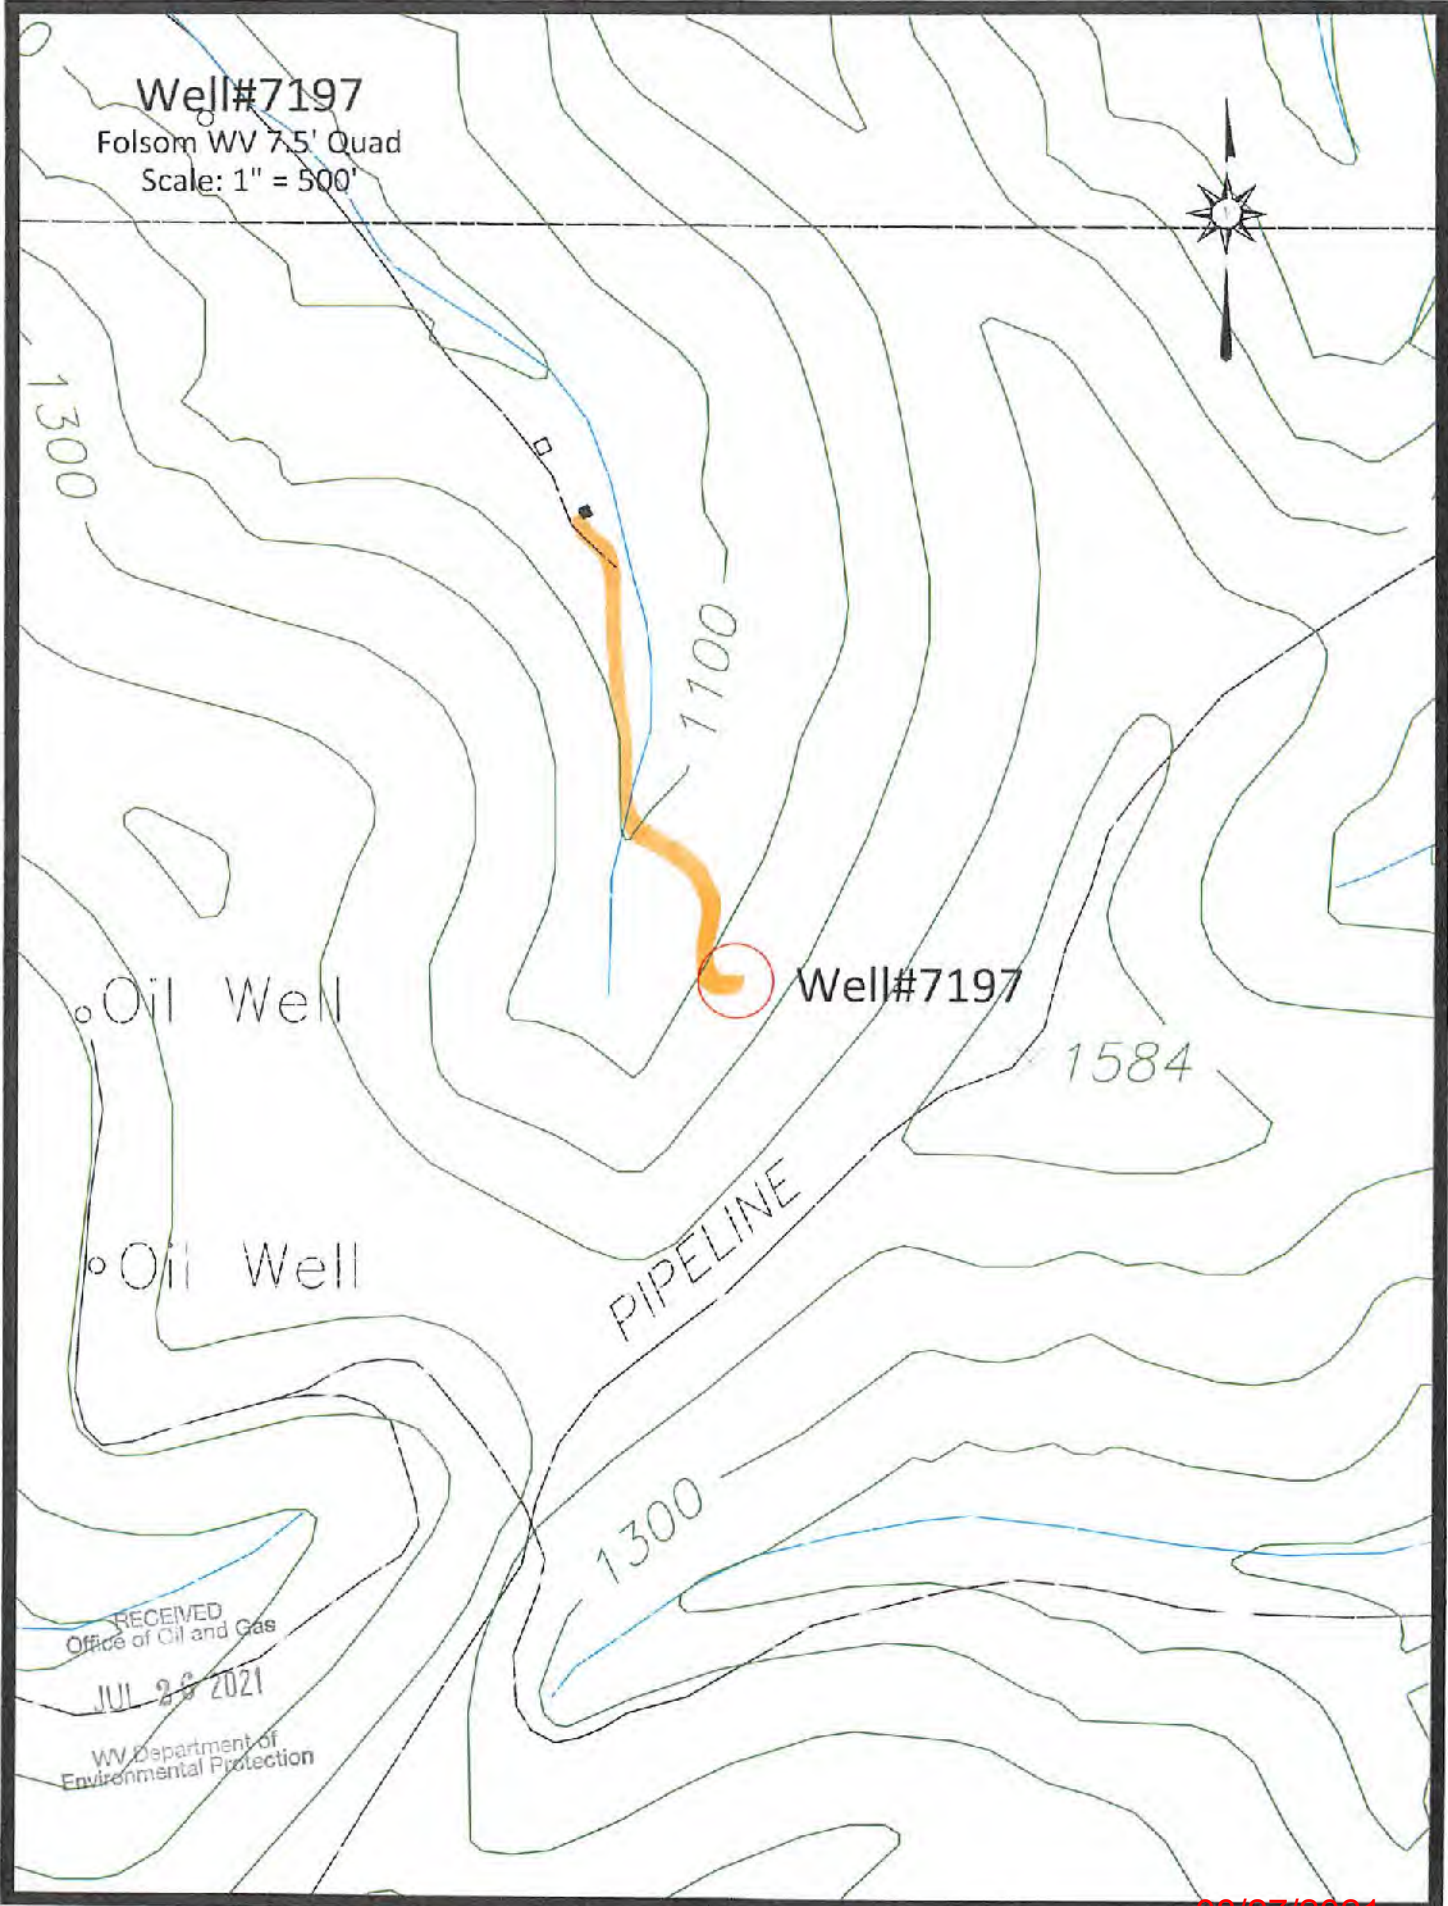 Well#7197
Folsom WV 7.5' Quad
Scale: 1" = 500'
1300
1100
Oil Well
Well#7197
1584
PIPELINE
Oil Well
1300
RECEIVED
Office of Oil and Gas
JUL 26 2021
WV Department of
Environmental Protection